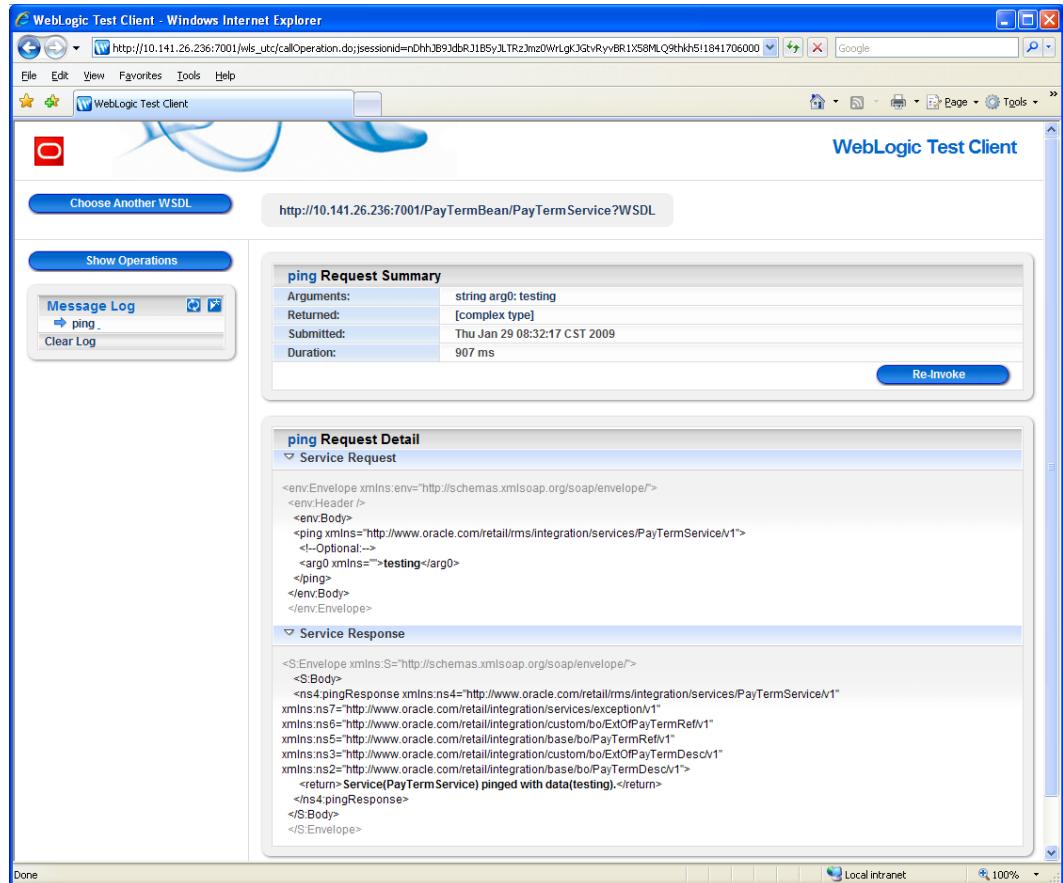 WebLogic Test Client - Windows Internet Explorer
http://10.141.26.236:7001/wls_utc/callOperation.do;jsessionid=nDhhJB9JdbRJ1B5yJLTRzJmz0WrLgKJGtvRyvBR1X58MLQ9thkh5!1841706000
Google
File Edit View Favorites Tools Help
WebLogic Test Client
Page Tools »
WebLogic Test Client
Choose Another WSDL
http://10.141.26.236:7001/PayTermBean/PayTermService?WSDL
Show Operations
Message Log
ping
Clear Log
ping Request Summary
Arguments: string arg0: testing
Returned: [complex type]
Submitted: Thu Jan 29 08:32:17 CST 2009
Duration: 907 ms
Re-Invoke
ping Request Detail
Service Request
<env:Envelope xmlns:env="http://schemas.xmlsoap.org/soap/envelope/">
<env:Header />
<env:Body>
<ping xmlns="http://www.oracle.com/retail/rms/integration/services/PayTermService/v1">
<!--Optional:-->
<arg0 xmlns="">testing</arg0>
</ping>
</env:Body>
</env:Envelope>
Service Response
<S:Envelope xmlns:S="http://schemas.xmlsoap.org/soap/envelope/">
<S:Body>
<ns4:pingResponse xmlns:ns4="http://www.oracle.com/retail/rms/integration/services/PayTermService/v1"
xmlns:ns7="http://www.oracle.com/retail/integration/services/exception/v1"
xmlns:ns6="http://www.oracle.com/retail/integration/custom/bo/ExtOfPayTermRef/v1"
xmlns:ns5="http://www.oracle.com/retail/integration/base/bo/PayTermRef/v1"
xmlns:ns3="http://www.oracle.com/retail/integration/custom/bo/ExtOfPayTermDesc/v1"
xmlns:ns2="http://www.oracle.com/retail/integration/base/bo/PayTermDesc/v1">
<return>Service(PayTermService) pinged with data(testing).</return>
</ns4:pingResponse>
</S:Body>
</S:Envelope>
Done
Local intranet
100%